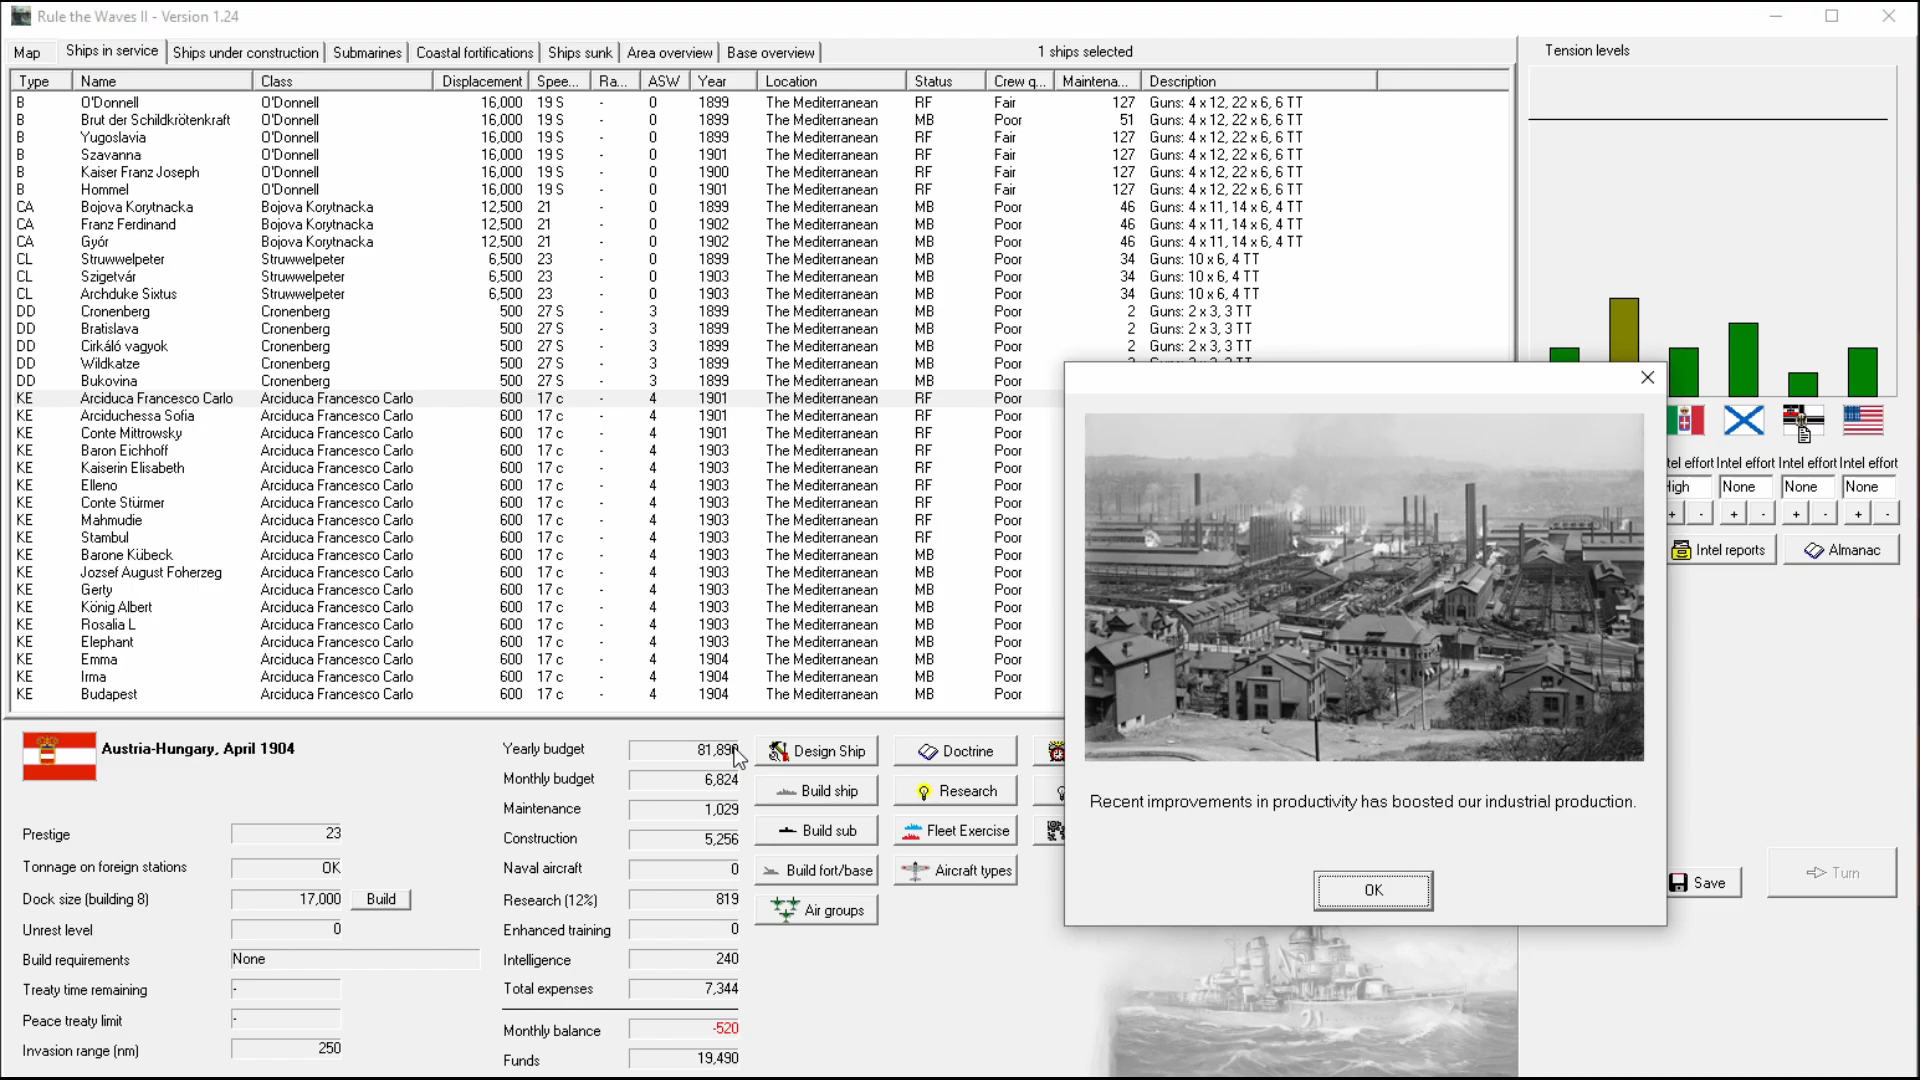 Rule the Waves II - Version 1.24
Map Ships in service Ships under construction Submarines Coastal fortifications Ships sunk Area overview Base overview 1 ships selected Tension levels
Type Name Class Displacement Spee... Ra... ASW Year Location Status Crew q... Maintena... Description
B O'Donnell O'Donnell 16,000 19 S - 0 1899 The Mediterranean RF Fair 127 Guns: 4 x 12, 22 x 6, 6 TT
B Brut der Schildkrötenkraft O'Donnell 16,000 19 S - 0 1899 The Mediterranean MB Poor 51 Guns: 4 x 12, 22 x 6, 6 TT
B Yugoslavia O'Donnell 16,000 19 S - 0 1899 The Mediterranean RF Fair 127 Guns: 4 x 12, 22 x 6, 6 TT
B Szavanna O'Donnell 16,000 19 S - 0 1901 The Mediterranean RF Fair 127 Guns: 4 x 12, 22 x 6, 6 TT
B Kaiser Franz Joseph O'Donnell 16,000 19 S - 0 1900 The Mediterranean RF Fair 127 Guns: 4 x 12, 22 x 6, 6 TT
B Hommel O'Donnell 16,000 19 S - 0 1901 The Mediterranean RF Fair 127 Guns: 4 x 12, 22 x 6, 6 TT
CA Bojova Korytnacka Bojova Korytnacka 12,500 21 - 0 1899 The Mediterranean MB Poor 46 Guns: 4 x 11, 14 x 6, 4 TT
CA Franz Ferdinand Bojova Korytnacka 12,500 21 - 0 1902 The Mediterranean MB Poor 46 Guns: 4 x 11, 14 x 6, 4 TT
CA Gyór Bojova Korytnacka 12,500 21 - 0 1902 The Mediterranean MB Poor 46 Guns: 4 x 11, 14 x 6, 4 TT
CL Struwwelpeter Struwwelpeter 6,500 23 - 0 1899 The Mediterranean MB Poor 34 Guns: 10 x 6, 4 TT
CL Szigetvár Struwwelpeter 6,500 23 - 0 1903 The Mediterranean MB Poor 34 Guns: 10 x 6, 4 TT
CL Archduke Sixtus Struwwelpeter 6,500 23 - 0 1903 The Mediterranean MB Poor 34 Guns: 10 x 6, 4 TT
DD Cronenberg Cronenberg 500 27 S - 3 1899 The Mediterranean MB Poor 2 Guns: 2 x 3, 3 TT
DD Bratislava Cronenberg 500 27 S - 3 1899 The Mediterranean MB Poor 2 Guns: 2 x 3, 3 TT
DD Cirkáló vagyok Cronenberg 500 27 S - 3 1899 The Mediterranean MB Poor 2 Guns: 2 x 3, 3 TT
DD Wildkatze Cronenberg 500 27 S - 3 1899 The Mediterranean MB Poor
DD Bukovina Cronenberg 500 27 S - 3 1899 The Mediterranean MB Poor
KE Arciduca Francesco Carlo Arciduca Francesco Carlo 600 17 c - 4 1901 The Mediterranean RF Poor
KE Arciduchessa Sofia Arciduca Francesco Carlo 600 17 c - 4 1901 The Mediterranean RF Poor
KE Conte Mittrowsky Arciduca Francesco Carlo 600 17 c - 4 1901 The Mediterranean RF Poor
KE Baron Eichhoff Arciduca Francesco Carlo 600 17 c - 4 1903 The Mediterranean RF Poor
KE Kaiserin Elisabeth Arciduca Francesco Carlo 600 17 c - 4 1903 The Mediterranean RF Poor
KE Elleno Arciduca Francesco Carlo 600 17 c - 4 1903 The Mediterranean RF Poor
KE Conte Stürmer Arciduca Francesco Carlo 600 17 c - 4 1903 The Mediterranean RF Poor
KE Mahmudie Arciduca Francesco Carlo 600 17 c - 4 1903 The Mediterranean RF Poor
KE Stambul Arciduca Francesco Carlo 600 17 c - 4 1903 The Mediterranean RF Poor
KE Barone Kübeck Arciduca Francesco Carlo 600 17 c - 4 1903 The Mediterranean MB Poor
KE Jozsef August Foherzeg Arciduca Francesco Carlo 600 17 c - 4 1903 The Mediterranean MB Poor
KE Gerty Arciduca Francesco Carlo 600 17 c - 4 1903 The Mediterranean MB Poor
KE König Albert Arciduca Francesco Carlo 600 17 c - 4 1903 The Mediterranean MB Poor
KE Rosalia L Arciduca Francesco Carlo 600 17 c - 4 1903 The Mediterranean MB Poor
KE Elephant Arciduca Francesco Carlo 600 17 c - 4 1903 The Mediterranean MB Poor
KE Emma Arciduca Francesco Carlo 600 17 c - 4 1904 The Mediterranean MB Poor
KE Irma Arciduca Francesco Carlo 600 17 c - 4 1904 The Mediterranean MB Poor
KE Budapest Arciduca Francesco Carlo 600 17 c - 4 1904 The Mediterranean MB Poor
tel effort Intel effort Intel effort Intel effort
High None None None
+ - + - + - + -
Intel reports Almanac
Recent improvements in productivity has boosted our industrial production.
OK
Save Turn
Austria-Hungary, April 1904
Prestige 23
Tonnage on foreign stations OK
Dock size (building 8) 17,000 Build
Unrest level 0
Build requirements None
Treaty time remaining -
Peace treaty limit -
Invasion range (nm) 250
Yearly budget 81,890
Monthly budget 6,824
Maintenance 1,029
Construction 5,256
Naval aircraft 0
Research (12%) 819
Enhanced training 0
Intelligence 240
Total expenses 7,344
Monthly balance -520
Funds 19,490
Design Ship Doctrine
Build ship Research
Build sub Fleet Exercise
Build fort/base Aircraft types
Air groups